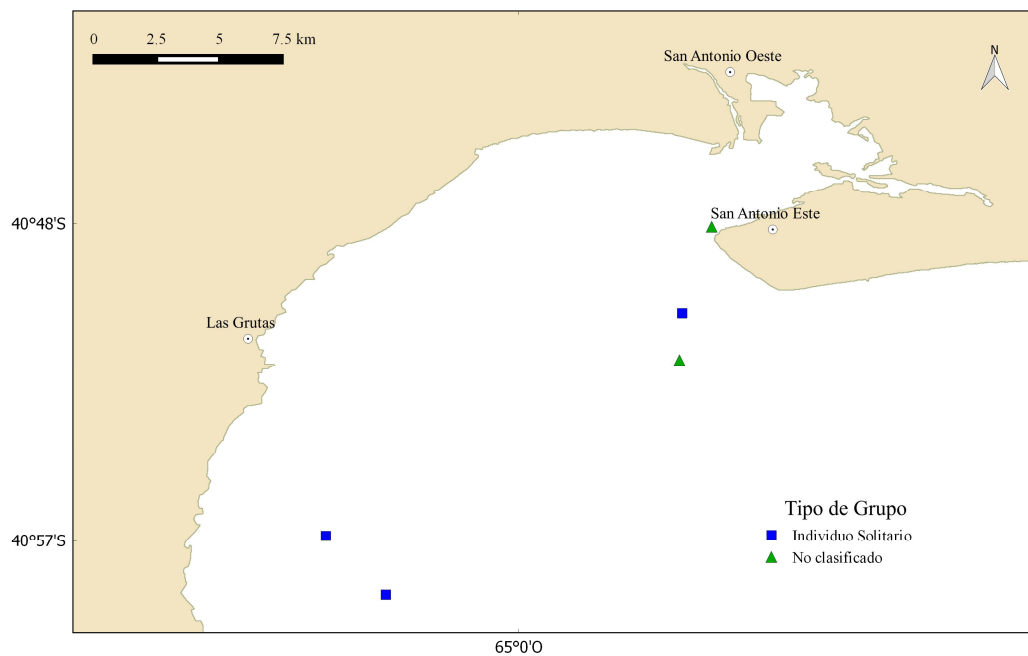 0 2.5 5 7.5 km
San Antonio Oeste
N
40°48'S
San Antonio Este
Las Grutas
Tipo de Grupo
Individuo Solitario
No clasificado
40°57'S
65°0'O